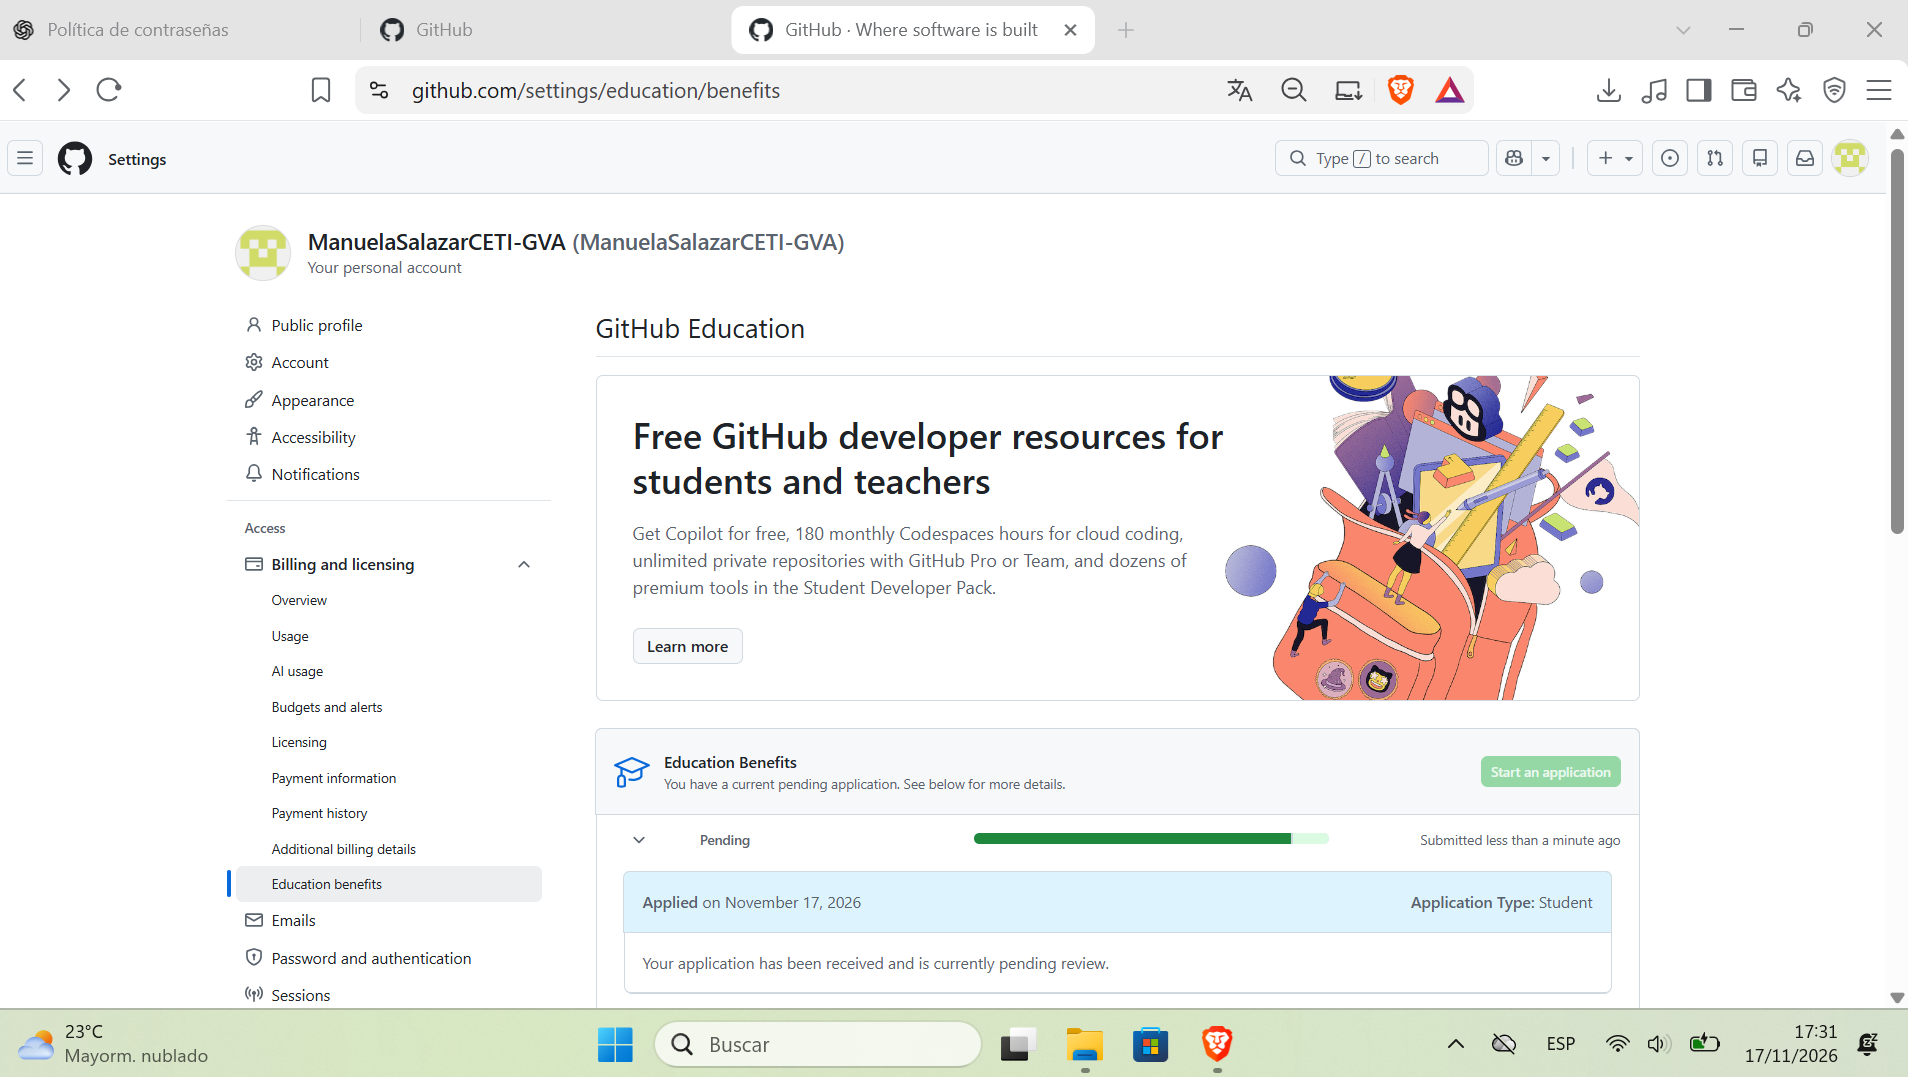 Política de contraseñas
GitHub
GitHub · Where software is built
github.com/settings/education/benefits
Settings
Type / to search
ManuelaSalazarCETI-GVA (ManuelaSalazarCETI-GVA)
Your personal account
Public profile
Account
Appearance
Accessibility
Notifications
Access
Billing and licensing
Overview
Usage
AI usage
Budgets and alerts
Licensing
Payment information
Payment history
Additional billing details
Education benefits
Emails
Password and authentication
Sessions
GitHub Education
Free GitHub developer resources for
students and teachers
Get Copilot for free, 180 monthly Codespaces hours for cloud coding,
unlimited private repositories with GitHub Pro or Team, and dozens of
premium tools in the Student Developer Pack.
Learn more
Education Benefits
You have a current pending application. See below for more details.
Start an application
Pending
Submitted less than a minute ago
Applied on November 17, 2026
Application Type: Student
Your application has been received and is currently pending review.
23°C
Mayorm. nublado
Buscar
ESP
17:31
17/11/2026